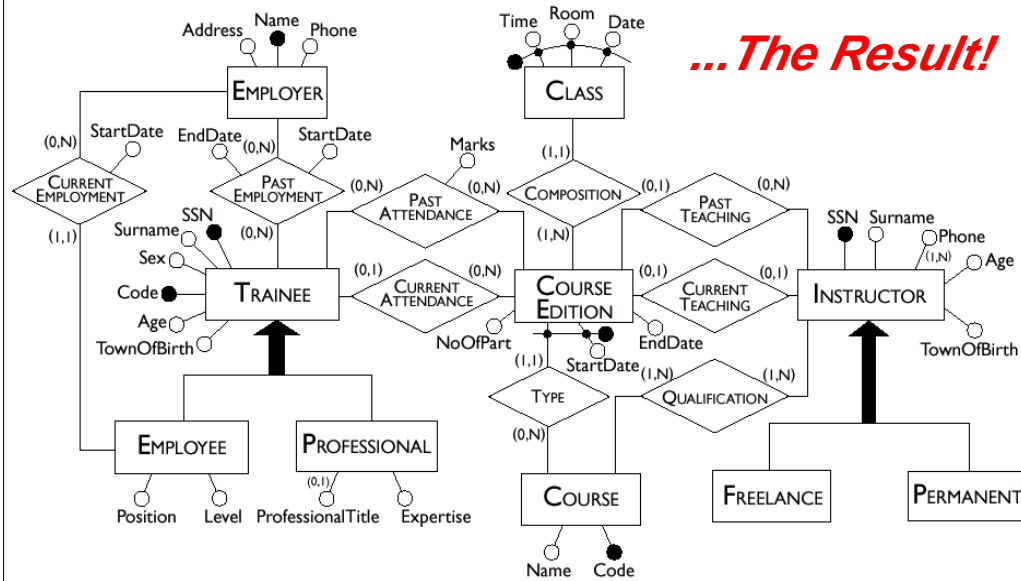 ...The Result!
Name
Address
Phone
EMPLOYER
Time
Room
Date
CLASS
(0,N)
StartDate
CURRENT
EMPLOYMENT
(1,1)
EndDate
(0,N)
StartDate
PAST
EMPLOYMENT
(0,N)
Marks
(0,N)
PAST
ATTENDANCE
(0,N)
(1,1)
COMPOSITION
(1,N)
(0,1)
PAST
TEACHING
(0,N)
SSN
Surname
Sex
Code
Age
TownOfBirth
TRAINEE
(0,1)
CURRENT
ATTENDANCE
(0,N)
COURSE
EDITION
NoOfPart
StartDate
EndDate
(0,1)
CURRENT
TEACHING
(0,1)
SSN
Surname
Phone
(1,N)
Age
INSTRUCTOR
TownOfBirth
(1,1)
TYPE
(0,N)
(1,N)
QUALIFICATION
(1,N)
EMPLOYEE
Position
Level
PROFESSIONAL
(0,1)
ProfessionalTitle
Expertise
COURSE
Name
Code
FREELANCE
PERMANENT